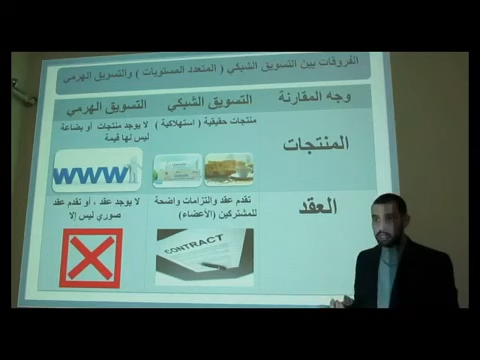 الفروقات بين التسويق الشبكي ( المتعدد المستويات ) والتسويق الهرمي
وجه المقارنة
التسويق الشبكي
التسويق الهرمي
المنتجات
منتجات حقيقية ( استهلاكية )
لا يوجد منتجات أو بضاعة
ليس لها قيمة
WWW
العقد
تقدم عقد والتزامات واضحة
للمشتركين (الأعضاء)
لا يوجد عقد ، أو تقدم عقد
صوري ليس إلا
CONTRACT